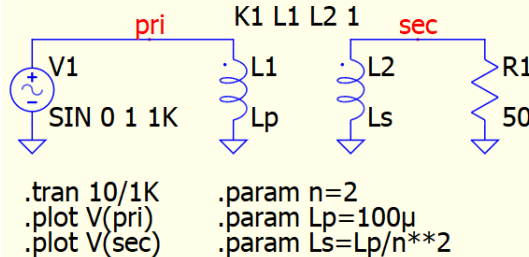 pri
K1 L1 L2 1
sec
V1
L1
L2
R1
SIN 0 1 1K
Lp
Ls
50
.tran 10/1K
.plot V(pri)
.plot V(sec)
.param n=2
.param Lp=100µ
.param Ls=Lp/n**2